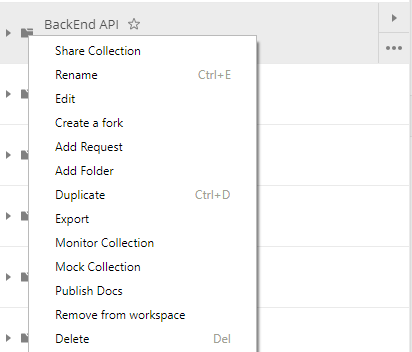 BackEnd API
Share Collection
Rename Ctrl+E
Edit
Create a fork
Add Request
Add Folder
Duplicate Ctrl+D
Export
Monitor Collection
Mock Collection
Publish Docs
Remove from workspace
Delete Del